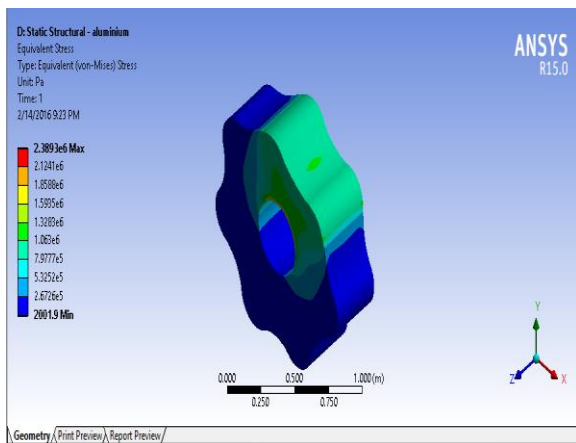 D: Static Structural - aluminium
Equivalent Stress
Type: Equivalent (von-Mises) Stress
Unit: Pa
Time: 1
2/14/2016 9:23 PM
ANSYS
R15.0
2.3893e6 Max
2.1241e6
1.8588e6
1.5935e6
1.3283e6
1.063e6
7.9777e5
5.3252e5
2.6726e5
2001.9 Min
Y
Z
X
0.000
0.500
1.000 (m)
0.250
0.750
Geometry / Print Preview / Report Preview /